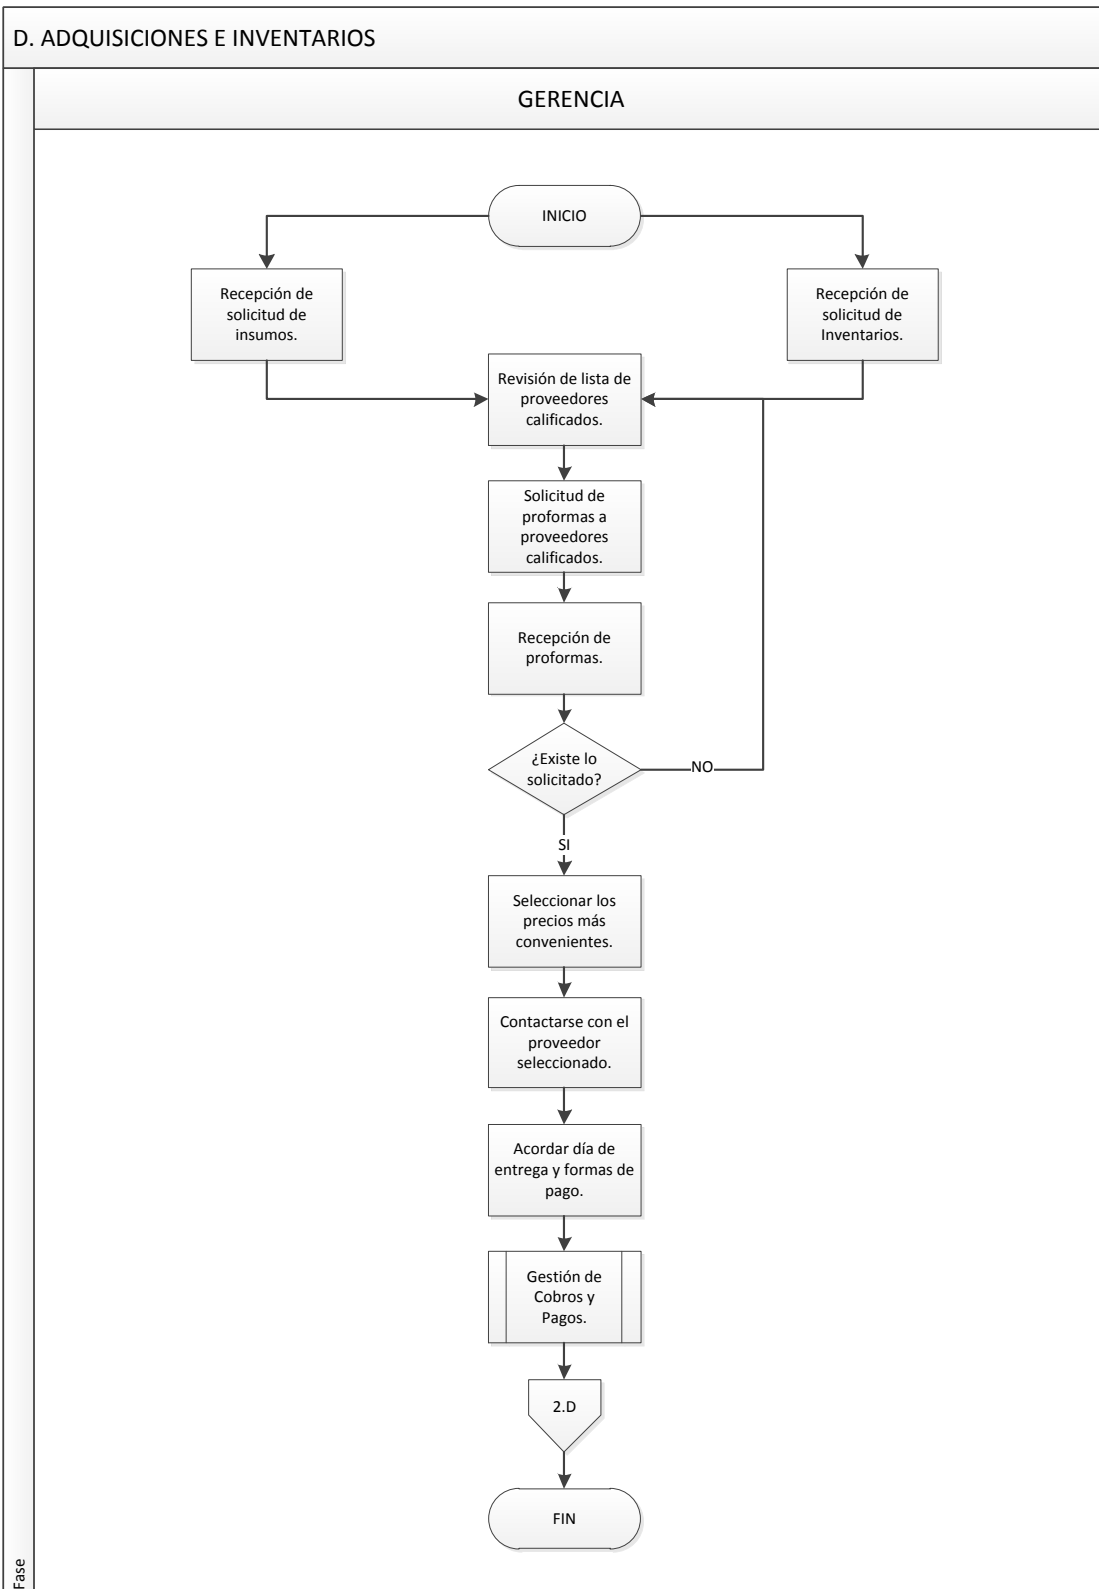 D. ADQUISICIONES E INVENTARIOS
GERENCIA
INICIO
Recepción de
solicitud de
insumos.
Recepción de
solicitud de
Inventarios.
Revisión de lista de
proveedores
calificados.
Solicitud de
proformas a
proveedores
calificados.
Recepción de
proformas.
¿Existe lo
solicitado?
NO
SI
Seleccionar los
precios más
convenientes.
Contactarse con el
proveedor
seleccionado.
Acordar día de
entrega y formas de
pago.
Gestión de
Cobros y
Pagos.
2.D
FIN
Fase